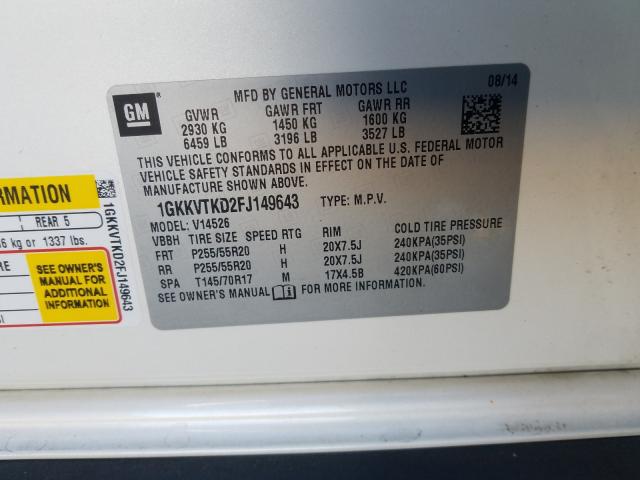 GM
MFD BY GENERAL MOTORS LLC
08/14
GVWR GAWR FRT GAWR RR
2930 KG 1450 KG 1600 KG
6459 LB 3196 LB 3527 LB
THIS VEHICLE CONFORMS TO ALL APPLICABLE U.S. FEDERAL MOTOR
VEHICLE SAFETY STANDARDS IN EFFECT ON THE DATE OF
MANUFACTURE SHOWN ABOVE.
1GKKVTKD2FJ149643 TYPE: M.P.V.
MODEL: V14526
VBBH TIRE SIZE SPEED RTG RIM COLD TIRE PRESSURE
FRT P255/55R20 H 20X7.5J 240KPA(35PSI)
RR P255/55R20 H 20X7.5J 240KPA(35PSI)
SPA T145/70R17 M 17X4.5B 420KPA(60PSI)
SEE OWNER'S MANUAL FOR MORE INFORMATION.
REAR 5
kg or 1337 lbs.
SEE OWNER'S
MANUAL FOR
ADDITIONAL
INFORMATION
1GKKVTKD2FJ149643